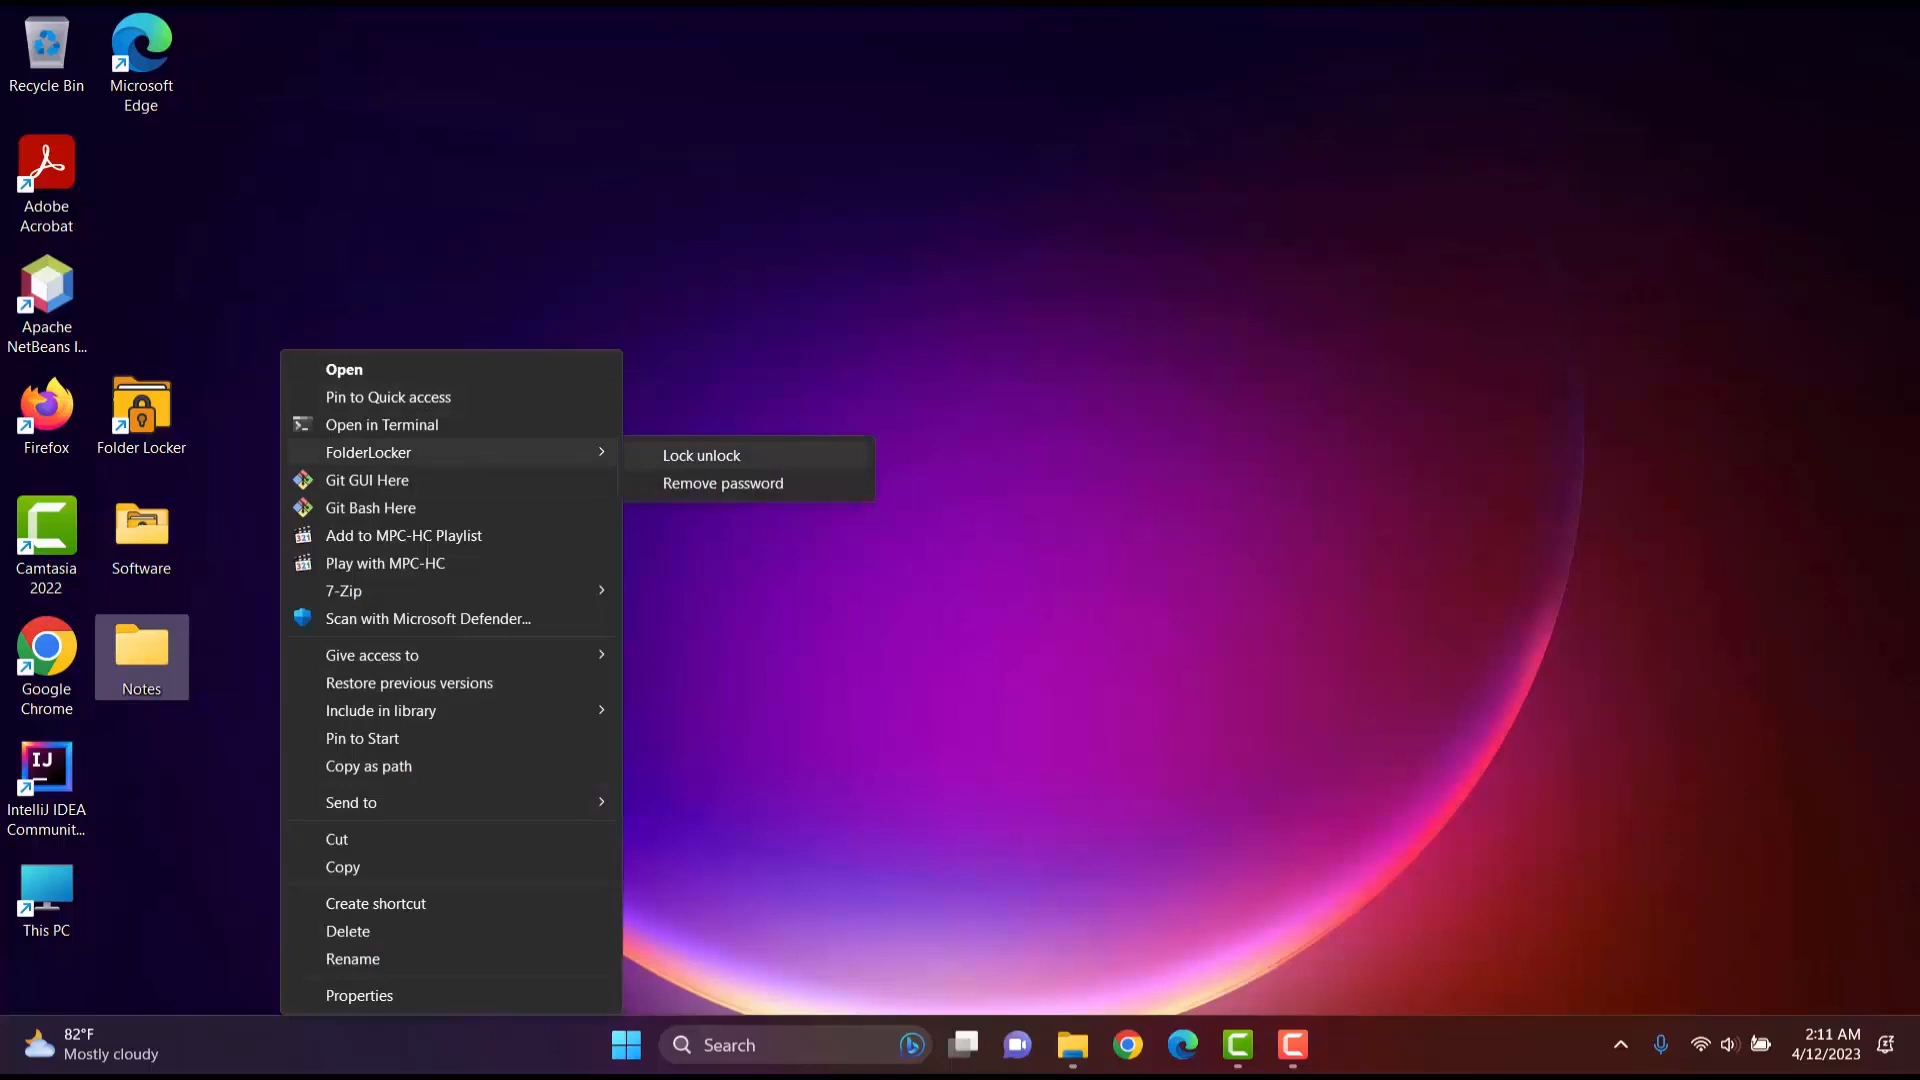 Recycle Bin
Microsoft
Edge
Adobe
Acrobat
Apache
NetBeans I...
Firefox
Folder Locker
Camtasia
2022
Software
Google
Chrome
Notes
IJ
IntelliJ IDEA
Communit...
This PC
Open
Pin to Quick access
Open in Terminal
FolderLocker
Git GUI Here
Git Bash Here
321 Add to MPC-HC Playlist
321 Play with MPC-HC
7-Zip
Scan with Microsoft Defender...
Give access to
Restore previous versions
Include in library
Pin to Start
Copy as path
Send to
Cut
Copy
Create shortcut
Delete
Rename
Properties
Lock unlock
Remove password
82°F
Mostly cloudy
Search
2:11 AM
4/12/2023